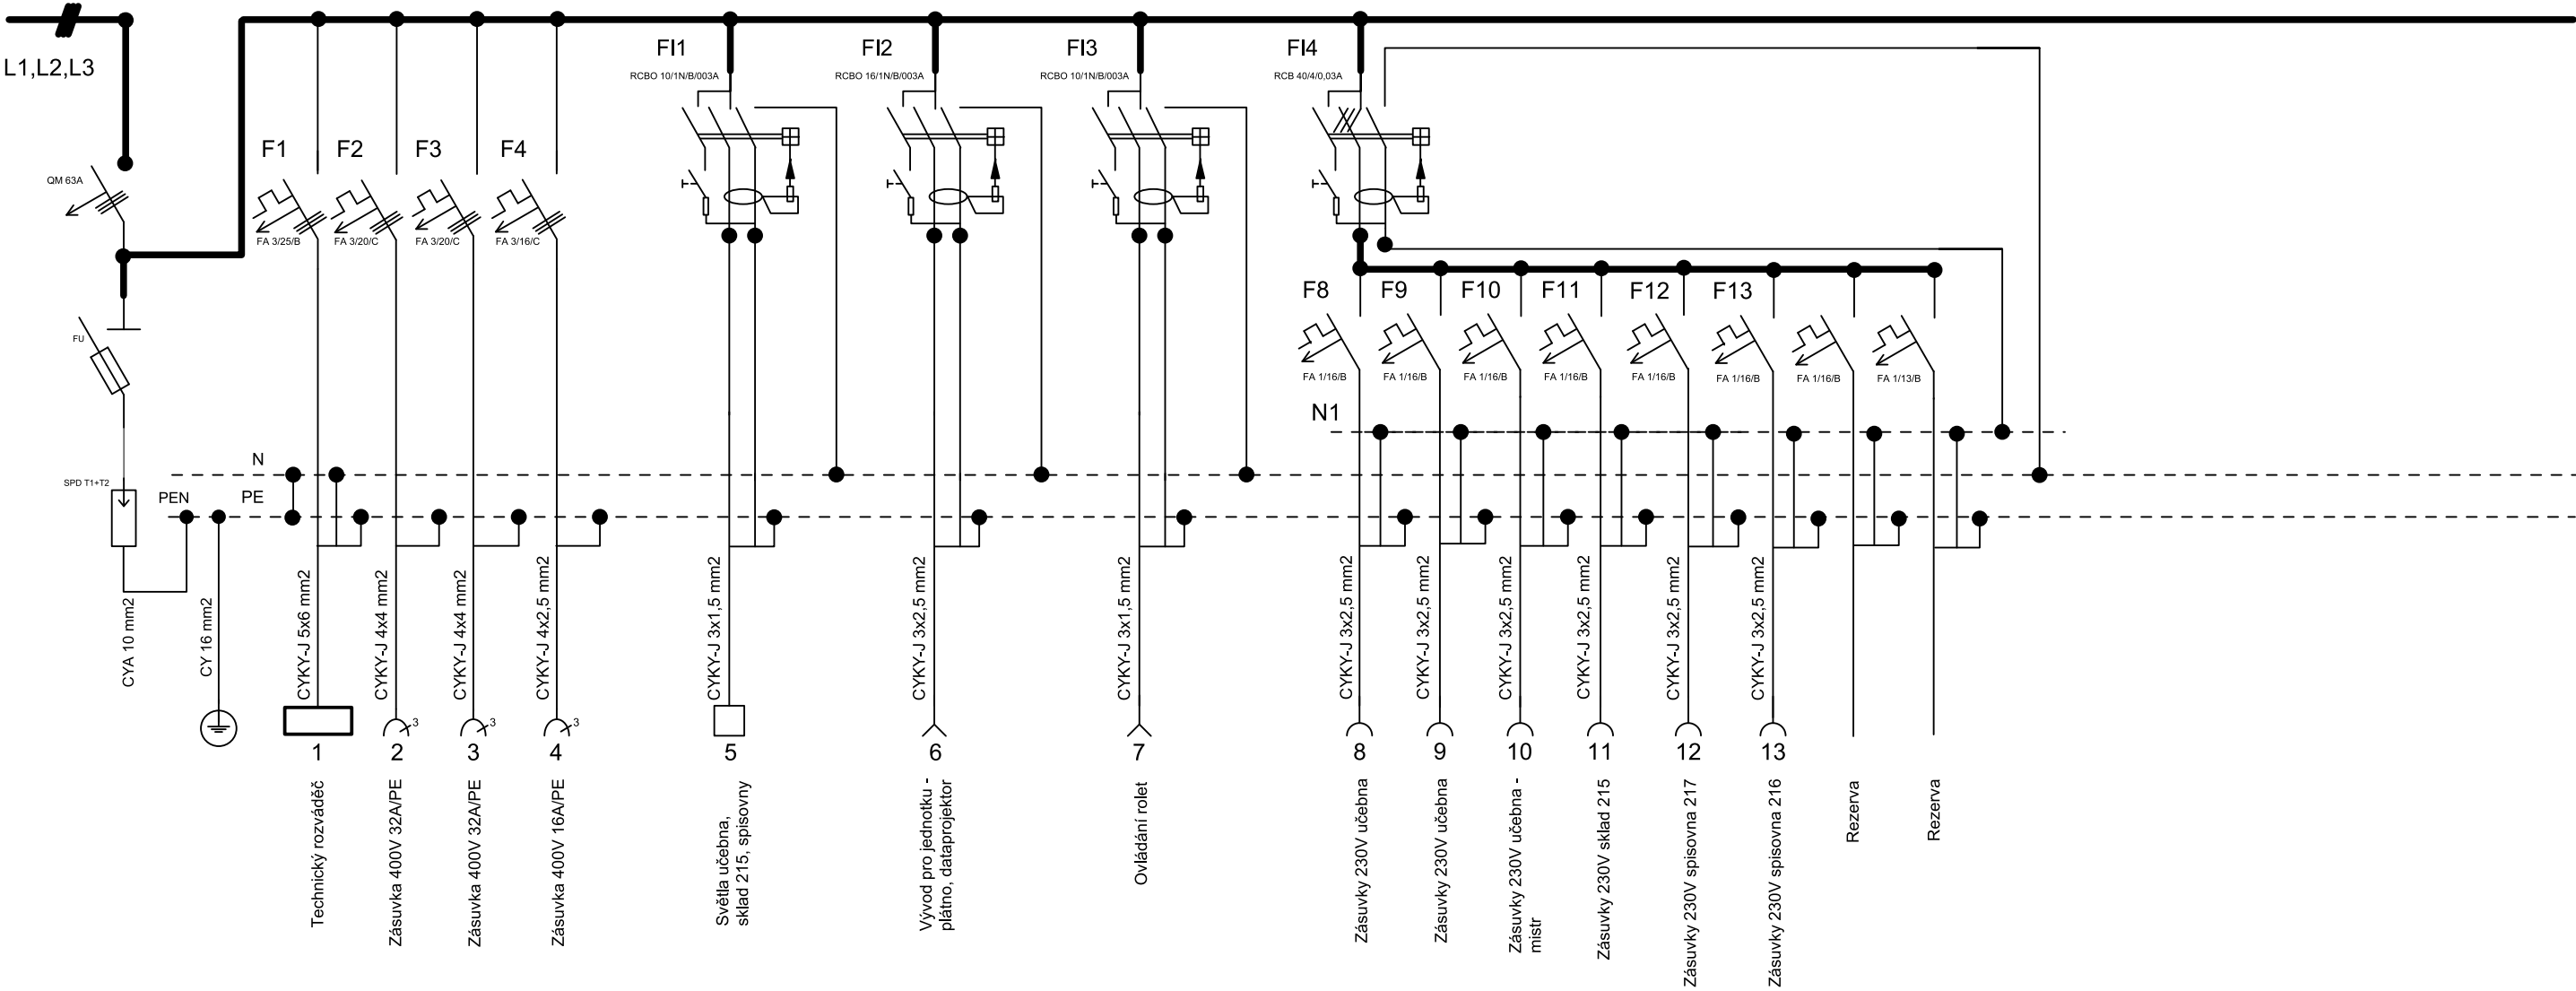 L1,L2,L3
FI1
FI2
FI3
FI4
RCBO 10/1N/B/003A
RCBO 16/1N/B/003A
RCBO 10/1N/B/003A
RCB 40/4/0,03A
F1
F2
F3
F4
QM 63A
FA 3/25/B
FA 3/20/C
FA 3/20/C
FA 3/16/C
F8
F9
F10
F11
F12
F13
FU
FA 1/16/B
FA 1/16/B
FA 1/16/B
FA 1/16/B
FA 1/16/B
FA 1/16/B
FA 1/16/B
FA 1/13/B
N1
N
SPD T1+T2
PEN
PE
CYA 10 mm2
CY 16 mm2
CYKY-J 5x6 mm2
CYKY-J 4x4 mm2
CYKY-J 4x4 mm2
CYKY-J 4x2,5 mm2
CYKY-J 3x1,5 mm2
CYKY-J 3x2,5 mm2
CYKY-J 3x1,5 mm2
CYKY-J 3x2,5 mm2
CYKY-J 3x2,5 mm2
CYKY-J 3x2,5 mm2
CYKY-J 3x2,5 mm2
CYKY-J 3x2,5 mm2
CYKY-J 3x2,5 mm2
3
3
3
1
2
3
4
5
6
7
8
9
10
11
12
13
Technický rozváděč
Zásuvka 400V 32A/PE
Zásuvka 400V 32A/PE
Zásuvka 400V 16A/PE
Světla učebna,
sklad 215, spisovny
Vývod pro jednotku -
plátno, dataprojektor
Ovládání rolet
Zásuvky 230V učebna
Zásuvky 230V učebna
Zásuvky 230V učebna -
mistr
Zásuvky 230V sklad 215
Zásuvky 230V spisovna 217
Zásuvky 230V spisovna 216
Rezerva
Rezerva